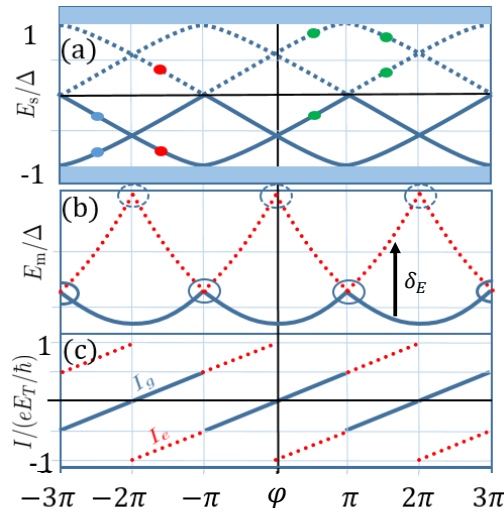 1
(a)
E_s/Δ
-1
(b)
E_m/Δ
δ_E
(c)
1
I/(eE_T/ħ)
I_g
I_e
-1
−3π −2π −π φ π 2π 3π